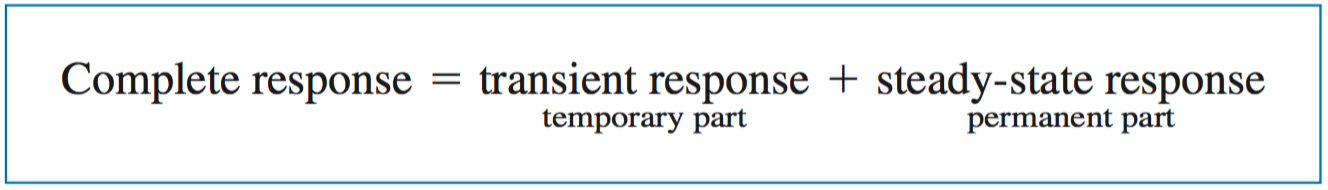 Complete response = transient response + steady-state response
temporary part permanent part